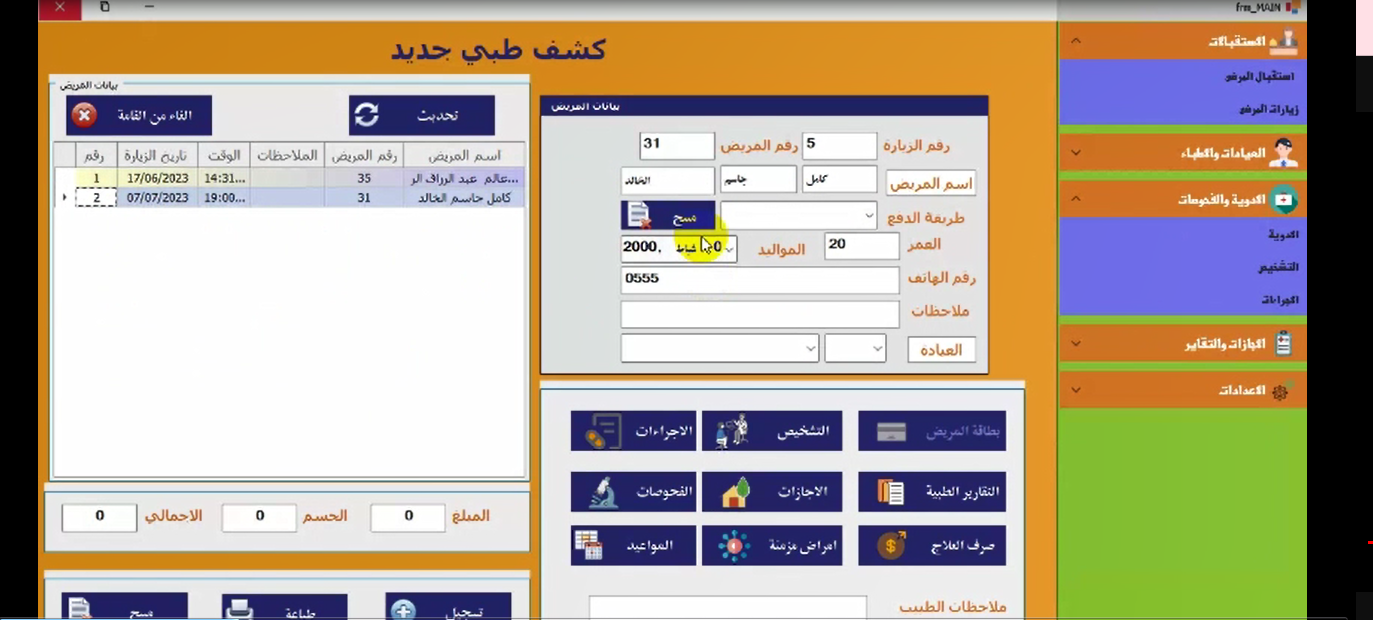 frm_MAIN
كشف طبي جديد
الاستقبالات
استقبال المرضى
زيارات المرضى
العيادات والاطباء
الادوية والفحوصات
الادوية
التشخيص
الاجراءات
الاجازات والتقارير
الاعدادات
بيانات المريض
رقم الزيارة 5 رقم المريض 31
اسم المريض كامل جاسم الخالد
طريقة الدفع مسح
العمر 20 المواليد 0 شباط ,2000
رقم الهاتف 0555
ملاحظات
العيادة
بيانات المريض
تحديث الغاء من القامة
اسم المريض رقم المريض الملاحظات الوقت تاريخ الزيارة رقم
عالم عبد الرزاق الر... 35 14:31... 17/06/2023 1
كامل جاسم الخالد 31 19:00... 07/07/2023 2
بطاقة المريض التشخيص الاجراءات
التقارير الطبية الاجازات الفحوصات
صرف العلاج امراض مزمنة المواعيد
ملاحظات الطبيب
المبلغ 0 الحسم 0 الاجمالي 0
تسجيل طباعة مسح